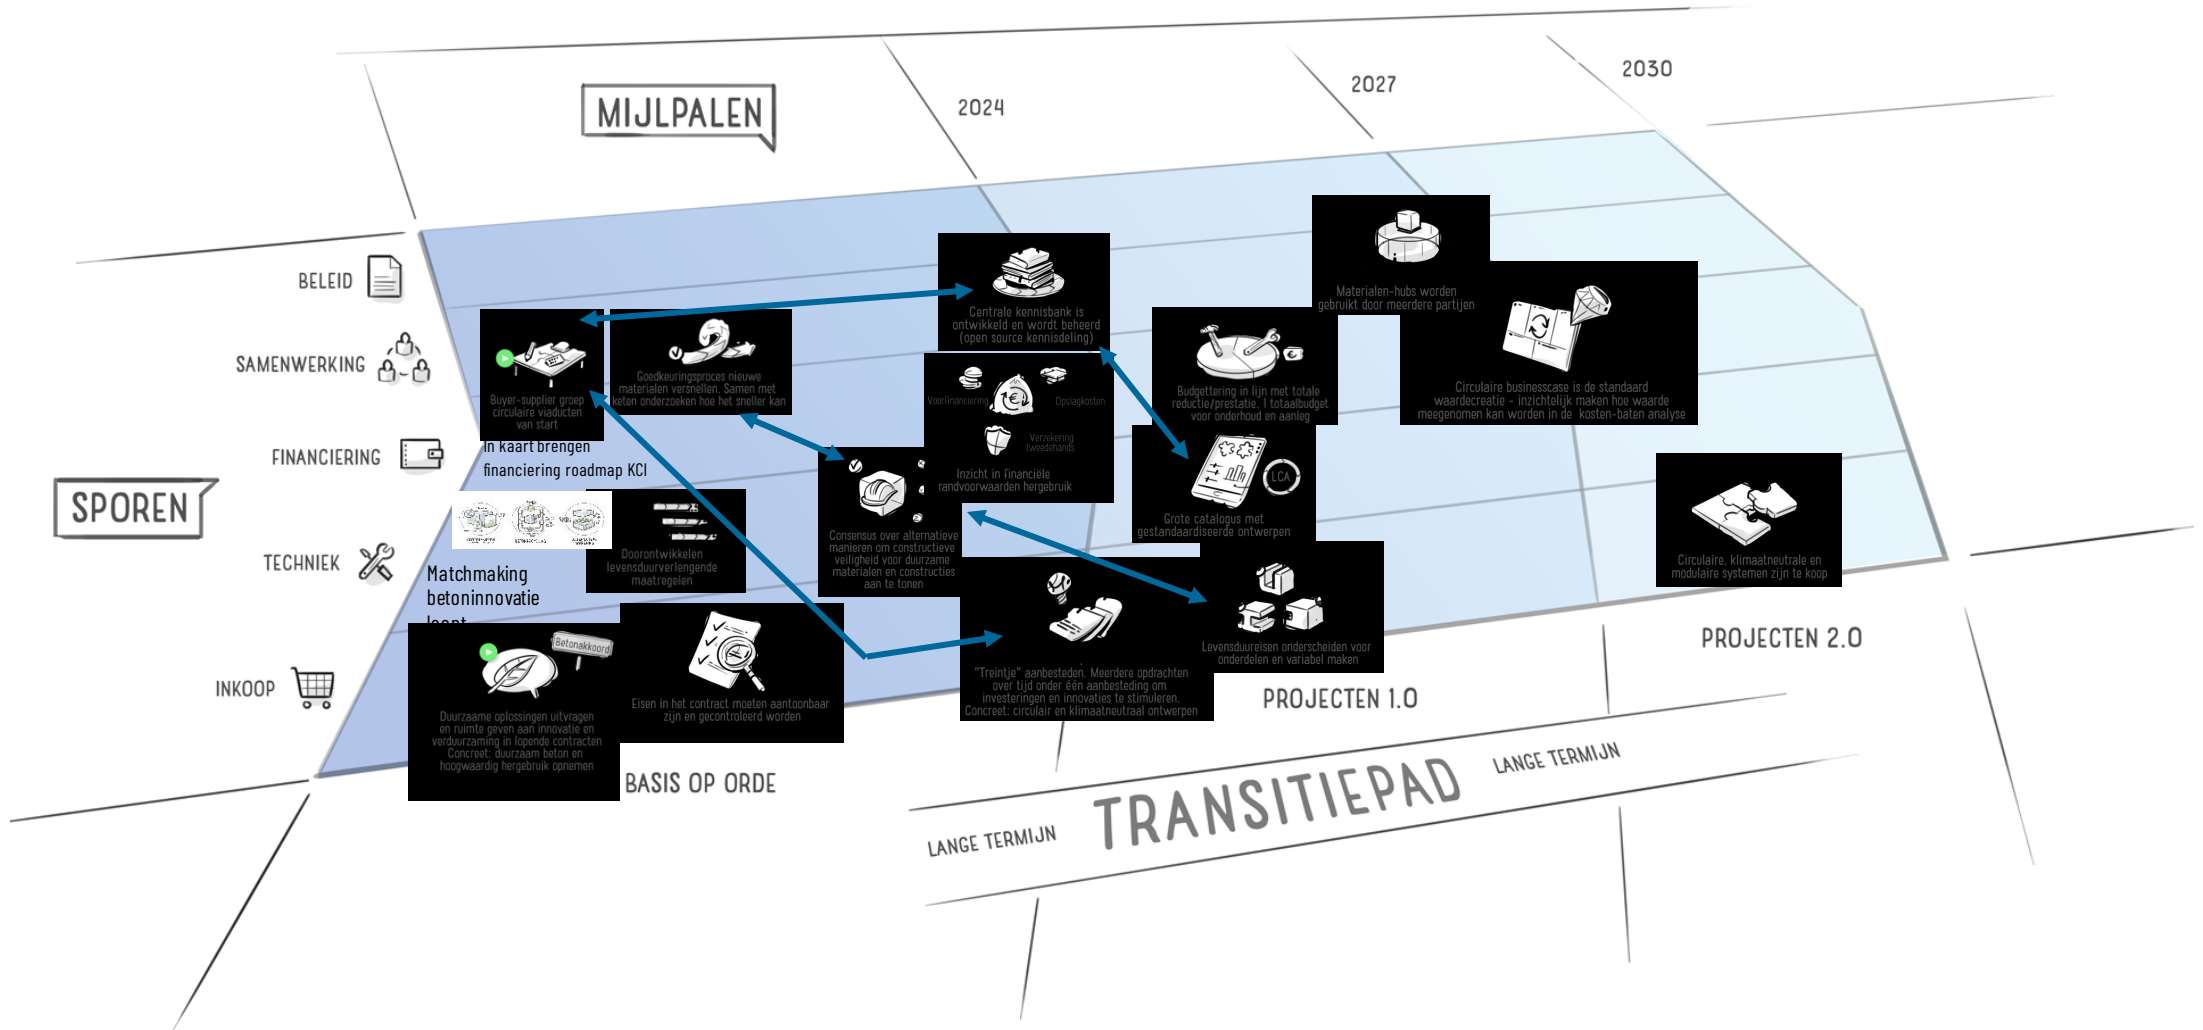 MIJLPALEN
2024
2027
2030
SPOREN
BELEID
SAMENWERKING
FINANCIERING
TECHNIEK
INKOOP
Buyer-supplier groep
circulaire viaducten
van start
Goedkeuringsproces nieuwe
materialen versnellen. Samen met
keten onderzoeken hoe het sneller kan
Centrale kennisbank is
ontwikkeld en wordt beheerd
(open source kennisdeling)
Materialen-hubs worden
gebruikt door meerdere partijen
Budgettering in lijn met totale
reductie/prestatie. 1 totaalbudget
voor onderhoud en aanleg
Circulaire businesscase is de standaard
waardecreatie - inzichtelijk maken hoe waarde
meegenomen kan worden in de kosten-baten analyse
In kaart brengen
financiering roadmap KCI
Voorfinanciering
Opslagkosten
Verzekering
tweedehands
Inzicht in financiële
randvoorwaarden hergebruik
LCA
Grote catalogus met
gestandaardiseerde ontwerpen
Doorontwikkelen
levensduurverlengende
maatregelen
Consensus over alternatieve
manieren om constructieve
veiligheid voor duurzame
materialen en constructies
aan te tonen
Circulaire, klimaatneutrale en
modulaire systemen zijn te koop
Matchmaking
betoninnovatie
loopt
Betonakkoord
Duurzame oplossingen uitvragen
en ruimte geven aan innovatie en
verduurzaming in lopende contracten
Concreet: duurzaam beton en
hoogwaardig hergebruik opnemen
Eisen in het contract moeten aantoonbaar
zijn en gecontroleerd worden
"Treintje" aanbesteden. Meerdere opdrachten
over tijd onder één aanbesteding om
investeringen en innovaties te stimuleren.
Concreet: circulair en klimaatneutraal ontwerpen
Levensduureisen onderscheiden voor
onderdelen en variabel maken
BASIS OP ORDE
PROJECTEN 1.0
PROJECTEN 2.0
LANGE TERMIJN
TRANSITIEPAD
LANGE TERMIJN